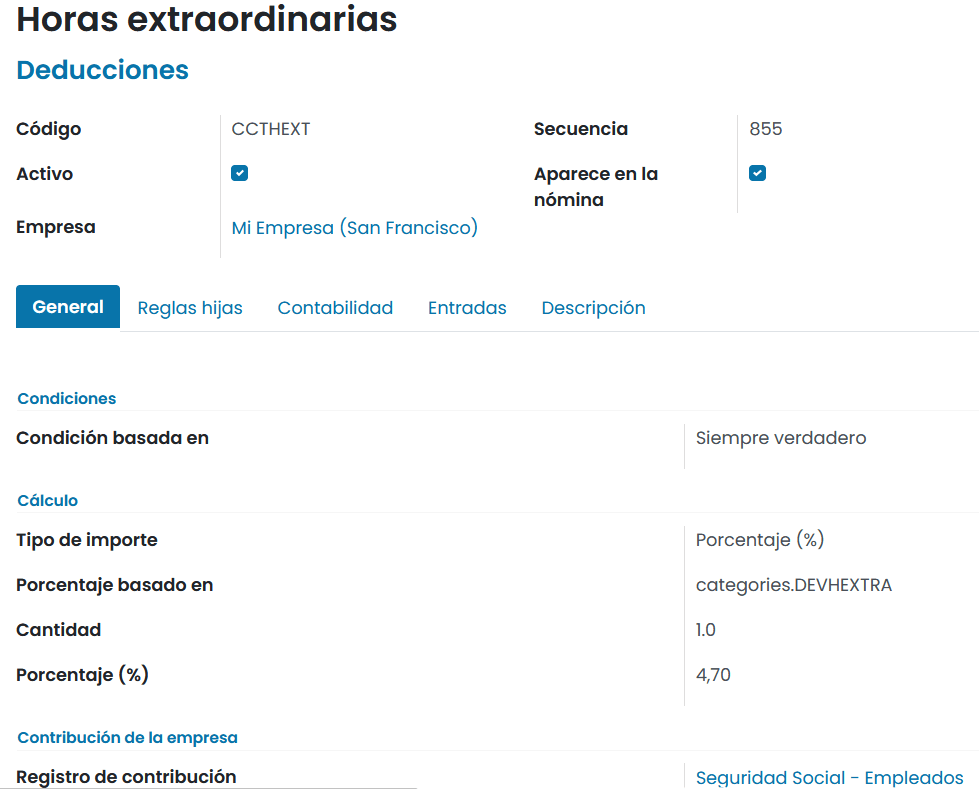 Horas extraordinarias
Deducciones
Código CCTHEXT Secuencia 855
Activo Aparece en la
nómina
Empresa Mi Empresa (San Francisco)
General Reglas hijas Contabilidad Entradas Descripción
Condiciones
Condición basada en Siempre verdadero
Cálculo
Tipo de importe Porcentaje (%)
Porcentaje basado en categories.DEVHEXTRA
Cantidad 1.0
Porcentaje (%) 4,70
Contribución de la empresa
Registro de contribución Seguridad Social - Empleados